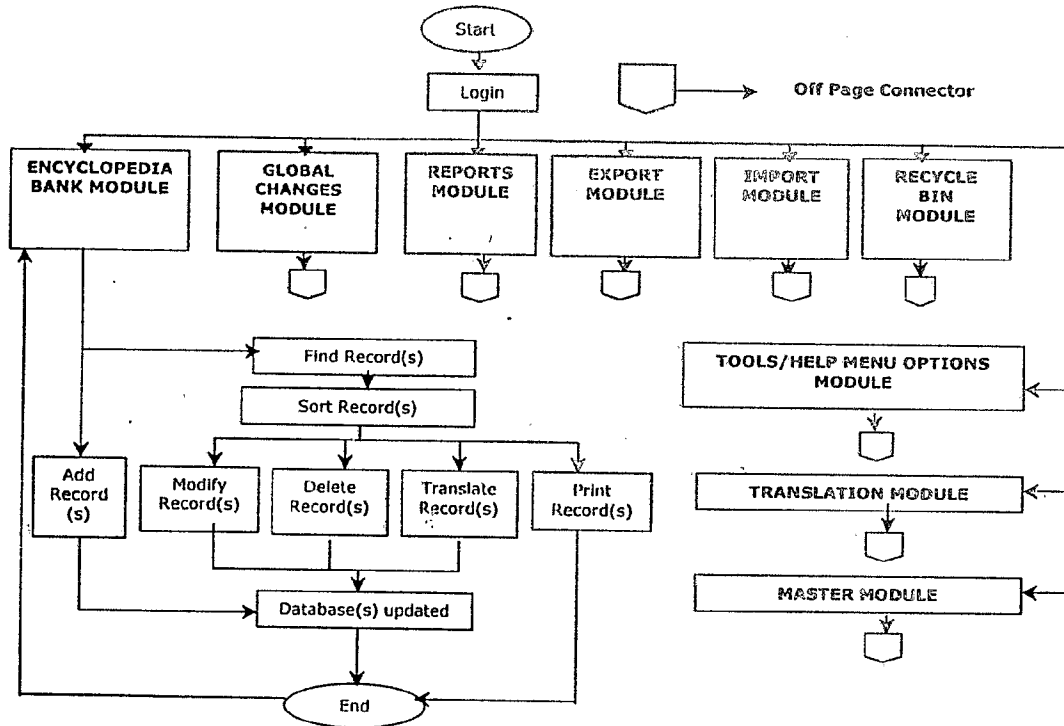 Start
Login
Off Page Connector
ENCYCLOPEDIA
BANK MODULE
GLOBAL
CHANGES
MODULE
REPORTS
MODULE
EXPORT
MODULE
IMPORT
MODULE
RECYCLE
BIN
MODULE
Find Record(s)
Sort Record(s)
TOOLS/HELP MENU OPTIONS
MODULE
Add
Record
(s)
Modify
Record(s)
Delete
Record(s)
Translate
Record(s)
Print
Record(s)
TRANSLATION MODULE
Database(s) updated
MASTER MODULE
End